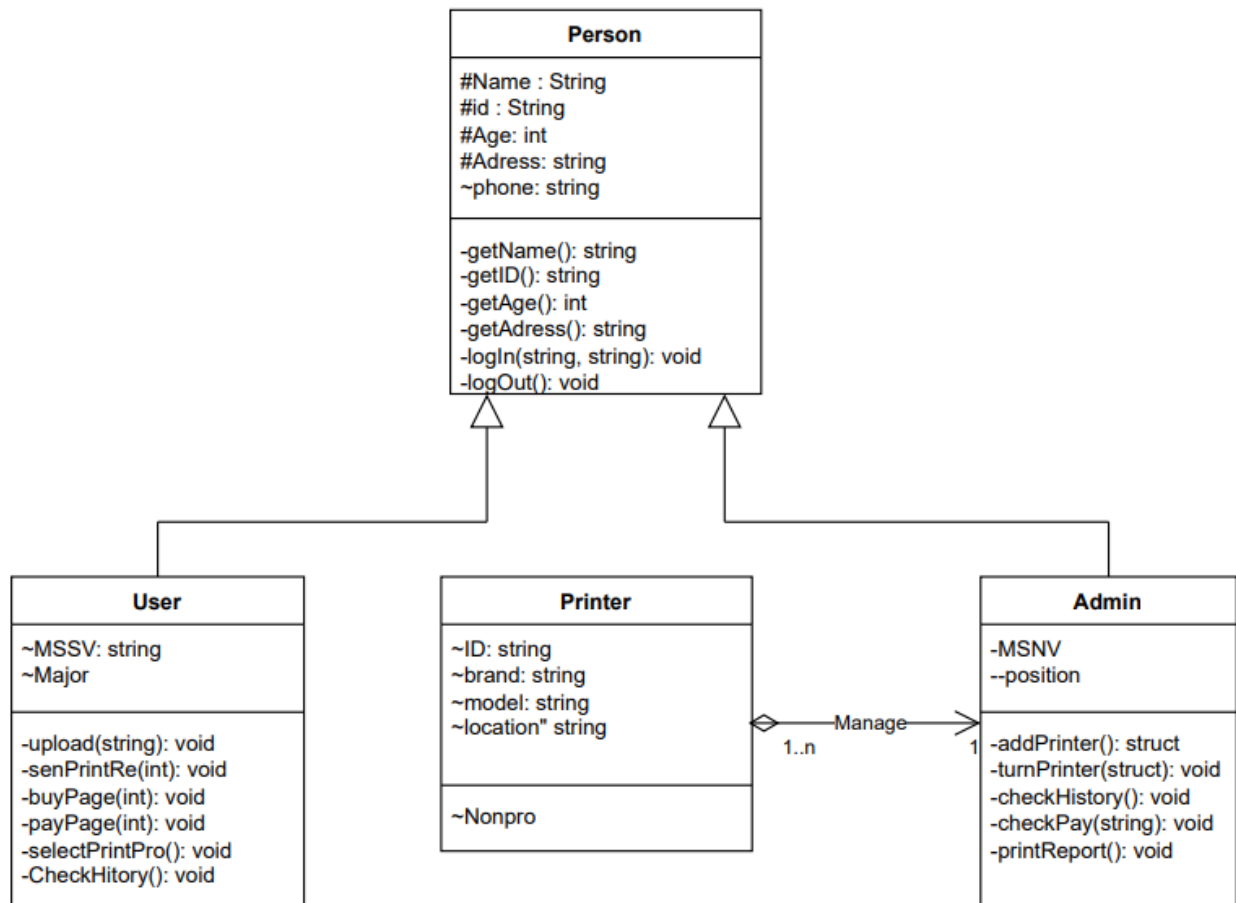 Person
#Name : String
#id : String
#Age: int
#Adress: string
~phone: string
-getName(): string
-getID(): string
-getAge(): int
-getAdress(): string
-logIn(string, string): void
-logOut(): void
User
~MSSV: string
~Major
-upload(string): void
-senPrintRe(int): void
-buyPage(int): void
-payPage(int): void
-selectPrintPro(): void
-CheckHitory(): void
Printer
~ID: string
~brand: string
~model: string
~location" string
~Nonpro
Manage
1..n
1
Admin
-MSNV
--position
-addPrinter(): struct
-turnPrinter(struct): void
-checkHistory(): void
-checkPay(string): void
-printReport(): void